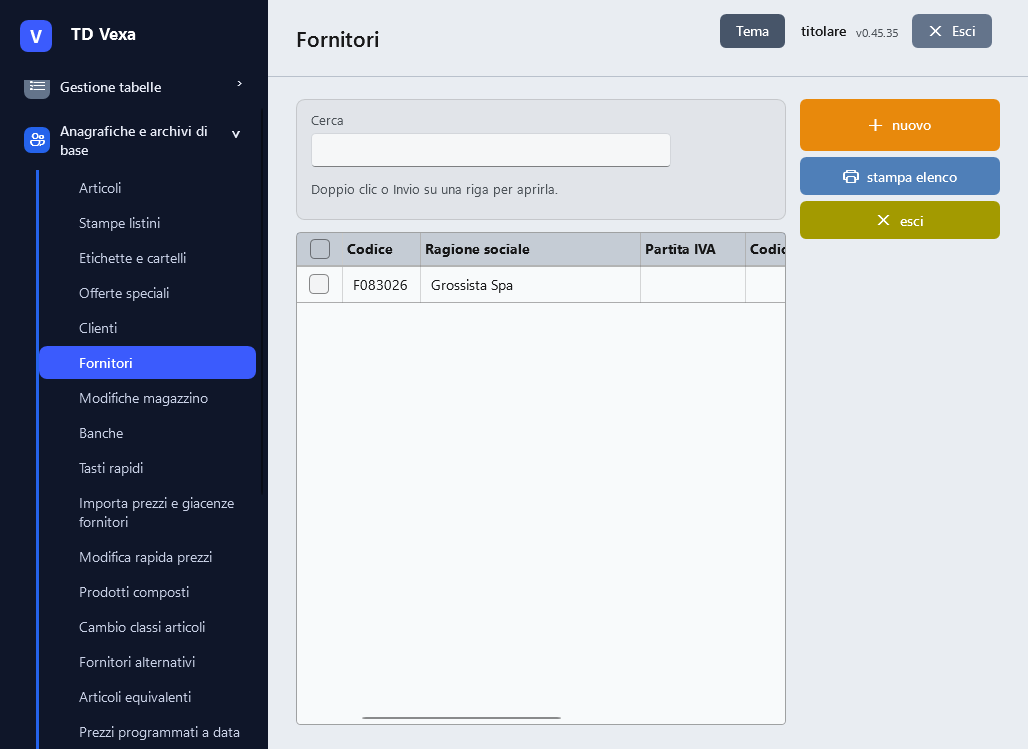 V
TD Vexa
Gestione tabelle
Anagrafiche e archivi di
base
Articoli
Stampe listini
Etichette e cartelli
Offerte speciali
Clienti
Fornitori
Modifiche magazzino
Banche
Tasti rapidi
Importa prezzi e giacenze
fornitori
Modifica rapida prezzi
Prodotti composti
Cambio classi articoli
Fornitori alternativi
Articoli equivalenti
Prezzi programmati a data
Fornitori
Tema
titolare
v0.45.35
Esci
Cerca
Doppio clic o Invio su una riga per aprirla.
nuovo
stampa elenco
esci
Codice Ragione sociale Partita IVA Codic
F083026 Grossista Spa